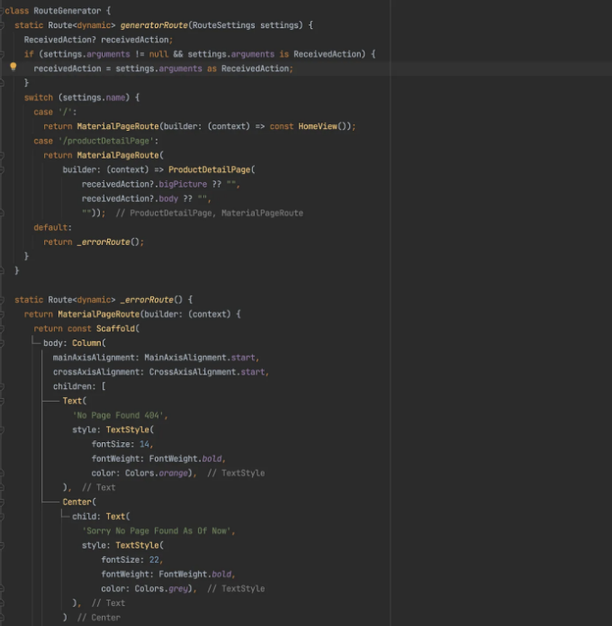 class RouteGenerator {
static Route<dynamic> generatorRoute(RouteSettings settings) {
ReceivedAction? receivedAction;
if (settings.arguments != null && settings.arguments is ReceivedAction) {
receivedAction = settings.arguments as ReceivedAction;
}
switch (settings.name) {
case '/':
return MaterialPageRoute(builder: (context) => const HomeView());
case '/productDetailPage':
return MaterialPageRoute(
builder: (context) => ProductDetailPage(
receivedAction?.bigPicture ?? "",
receivedAction?.body ?? "",
"")); // ProductDetailPage, MaterialPageRoute
default:
return _errorRoute();
}
}
static Route<dynamic> _errorRoute() {
return MaterialPageRoute(builder: (context) {
return const Scaffold(
body: Column(
mainAxisAlignment: MainAxisAlignment.start,
crossAxisAlignment: CrossAxisAlignment.start,
children: [
Text(
'No Page Found 404',
style: TextStyle(
fontSize: 14,
fontWeight: FontWeight.bold,
color: Colors.orange), // TextStyle
), // Text
Center(
child: Text(
'Sorry No Page Found As Of Now',
style: TextStyle(
fontSize: 22,
fontWeight: FontWeight.bold,
color: Colors.grey), // TextStyle
), // Text
) // Center